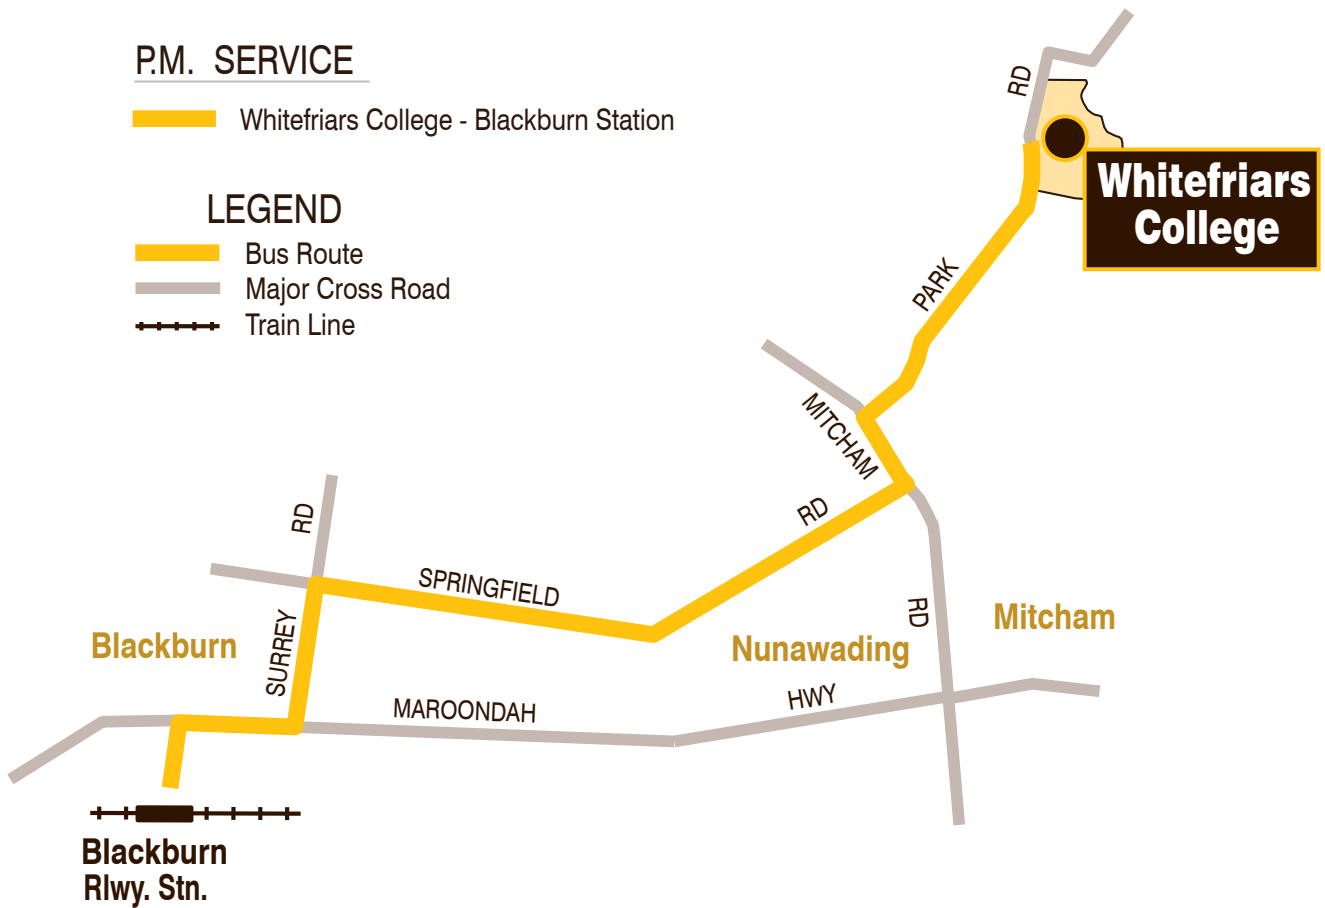 P.M. SERVICE
Whitefriars College - Blackburn Station
LEGEND
Bus Route
Major Cross Road
Train Line
RD
Whitefriars
College
PARK
MITCHAM
RD
RD
SPRINGFIELD
SURREY
RD
Blackburn
Nunawading
Mitcham
MAROONDAH
HWY
Blackburn
Rlwy. Stn.